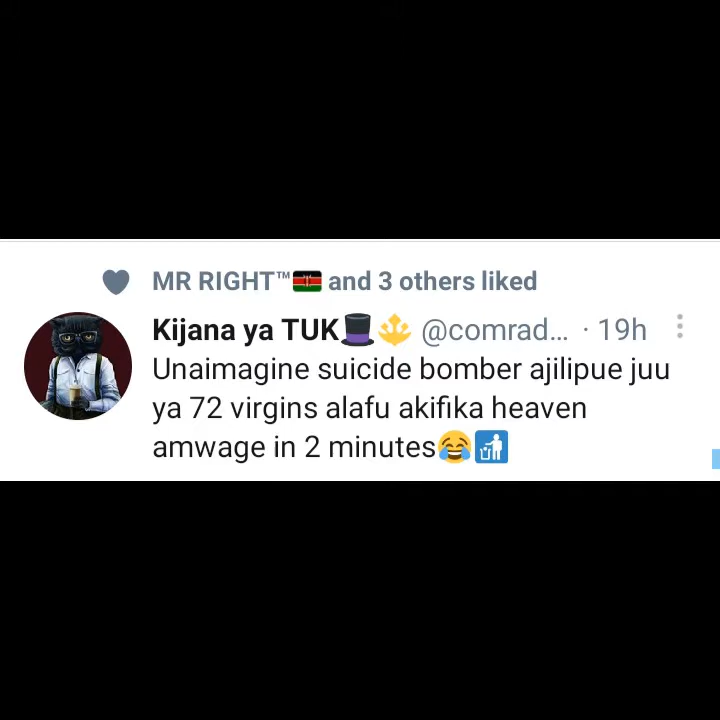 MR RIGHT™🇰🇪 and 3 others liked
Kijana ya TUK🎩🔱 @comrad... · 19h
Unaimagine suicide bomber ajilipue juu
ya 72 virgins alafu akifika heaven
amwage in 2 minutes😂🚮